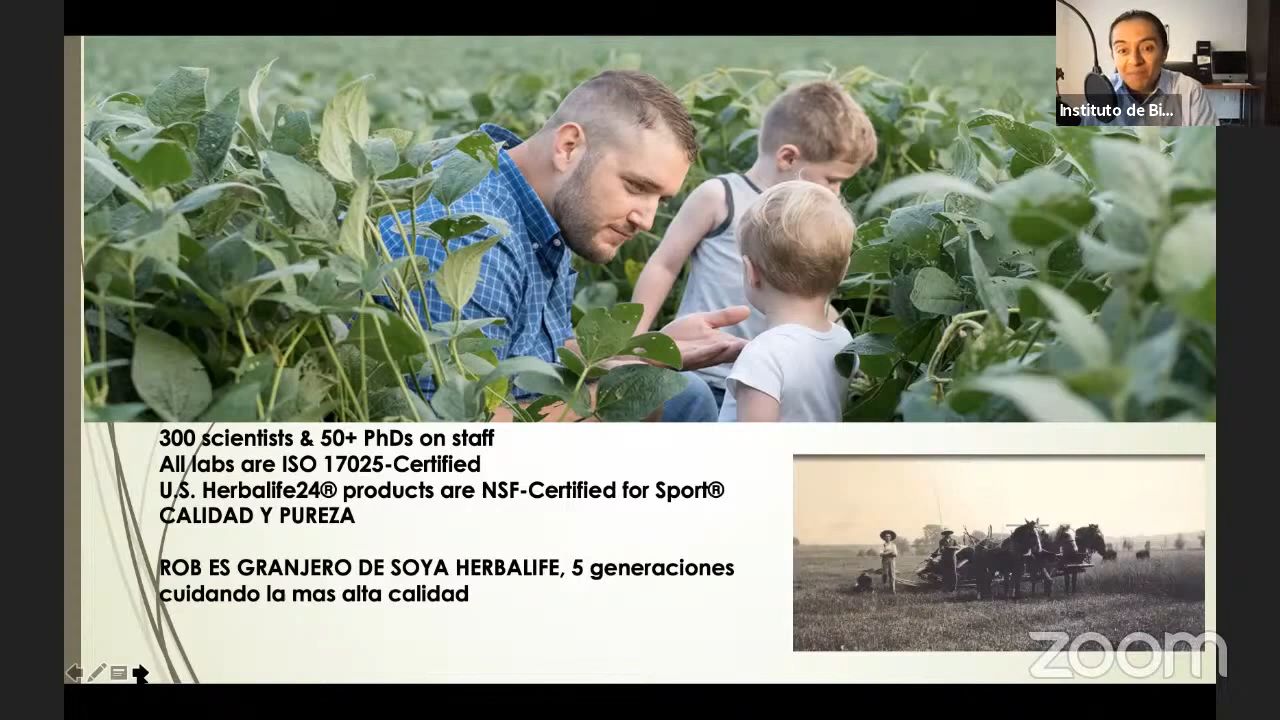 Instituto de Bi...
300 scientists & 50+ PhDs on staff
All labs are ISO 17025-Certified
U.S. Herbalife24® products are NSF-Certified for Sport®
CALIDAD Y PUREZA
ROB ES GRANJERO DE SOYA HERBALIFE, 5 generaciones
cuidando la mas alta calidad
zoom